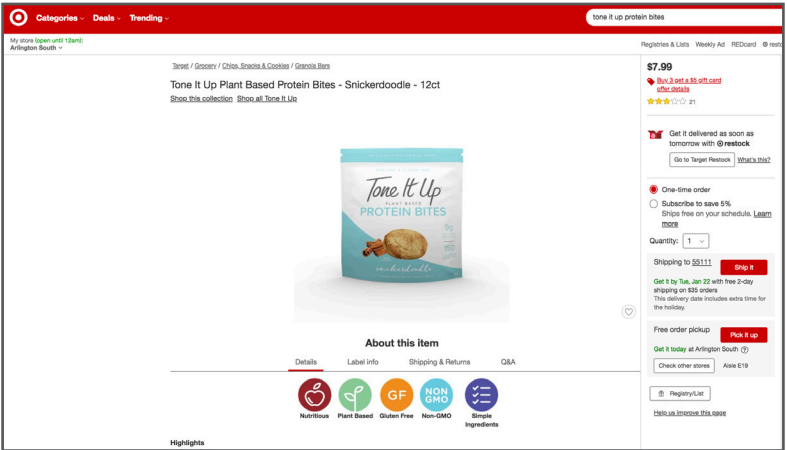 Categories Deals Trending
tone it up protein bites
My store (open until 12am):
Arlington South
Registries & Lists Weekly Ad REDcard
Target / Grocery / Chips, Snacks & Cookies / Granola Bars
Tone It Up Plant Based Protein Bites - Snickerdoodle - 12ct
Shop this collection Shop all Tone It Up
Tone It Up
PLANT BASED
PROTEIN BITES
5g
150
snickerdoodle
About this item
Details Label info Shipping & Returns Q&A
GF
NON
GMO
Nutritious Plant Based Gluten Free Non-GMO Simple
Ingredients
Highlights
$7.99
Buy 3 get a $5 gift card
offer details
21
Get it delivered as soon as
tomorrow with restock
Go to Target Restock What's this?
One-time order
Subscribe to save 5%
Ships free on your schedule. Learn
more
Quantity: 1
Shipping to 55111
Ship it
Get it by Tue, Jan 22 with free 2-day
shipping on $35 orders
This delivery date includes extra time for
the holiday.
Free order pickup
Pick it up
Get it today at Arlington South
Check other stores Aisle E19
Registry/List
Help us improve this page